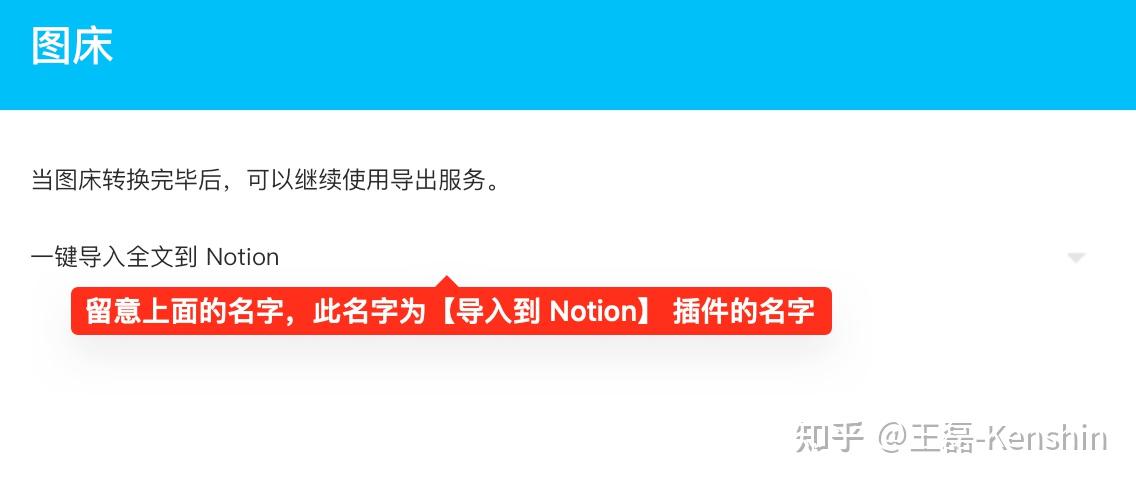 图床
当图床转换完毕后，可以继续使用导出服务。
一键导入全文到 Notion
留意上面的名字，此名字为【导入到 Notion】 插件的名字
知乎 @王磊-Kenshin